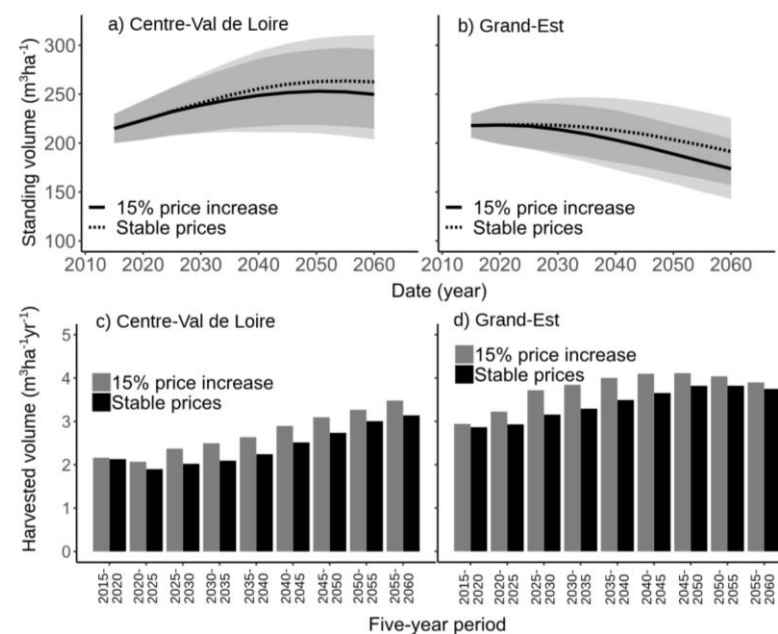 a) Centre-Val de Loire
b) Grand-Est
Standing volume (m³ha⁻¹)
300
250
200
150
100
15% price increase
Stable prices
15% price increase
Stable prices
2010 2020 2030 2040 2050 2060
2010 2020 2030 2040 2050 2060
Date (year)
c) Centre-Val de Loire
d) Grand-Est
Harvested volume (m³ha⁻¹yr⁻¹)
5
4
3
2
1
0
15% price increase
Stable prices
15% price increase
Stable prices
2015-2020
2020-2025
2025-2030
2030-2035
2035-2040
2040-2045
2045-2050
2050-2055
2055-2060
2015-2020
2020-2025
2025-2030
2030-2035
2035-2040
2040-2045
2045-2050
2050-2055
2055-2060
Five-year period